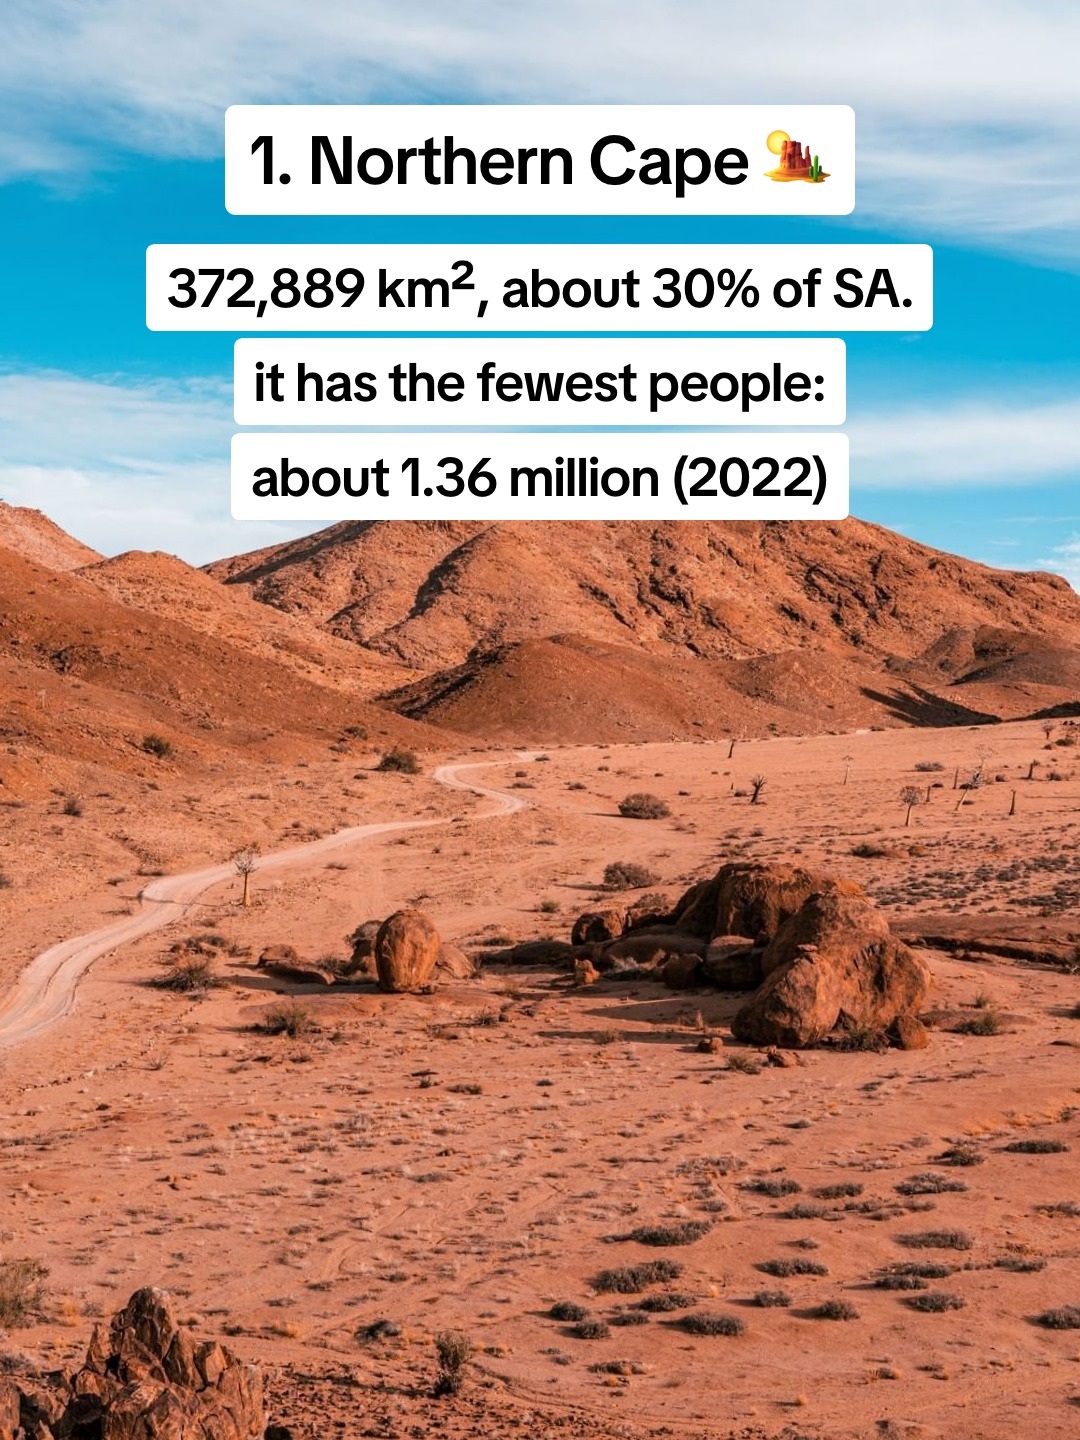 1. Northern Cape 🏜️
372,889 km², about 30% of SA.
it has the fewest people:
about 1.36 million (2022)